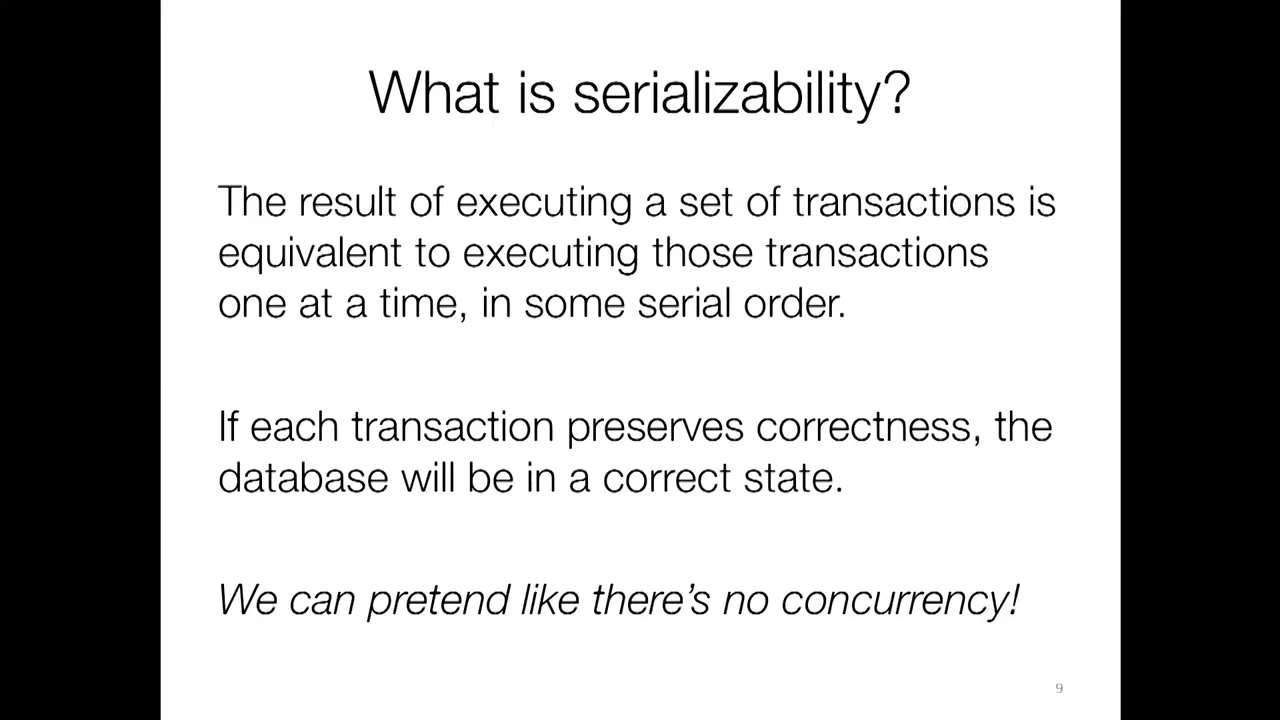 What is serializability?
The result of executing a set of transactions is
equivalent to executing those transactions
one at a time, in some serial order.
If each transaction preserves correctness, the
database will be in a correct state.
We can pretend like there’s no concurrency!
9